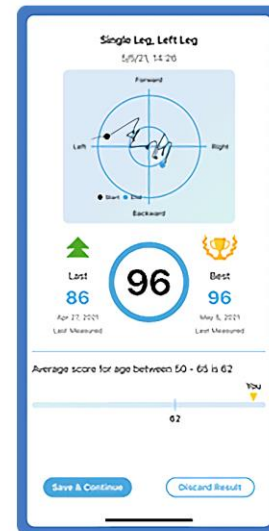 Single Leg, Left Leg
5/5/21, 14:26
Forward
Left
Right
Start End
Backward
Last
96
Best
86
96
Apr 27, 2021
May 5, 2021
Last Measured
Last Measured
Average score for age between 60 - 65 is 62
You
62
Save & Continue
Discard Result